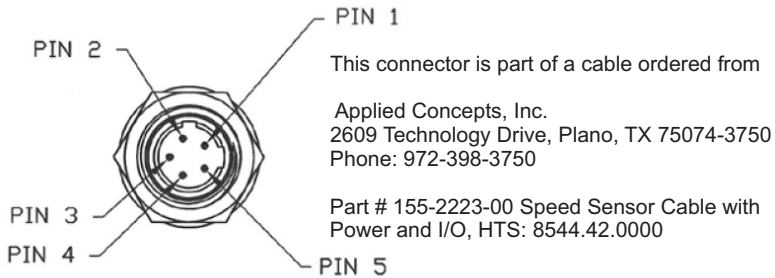 PIN 1
PIN 2
This connector is part of a cable ordered from
Applied Concepts, Inc.
2609 Technology Drive, Plano, TX 75074-3750
Phone: 972-398-3750
PIN 3
Part # 155-2223-00 Speed Sensor Cable with
PIN 4
Power and I/O, HTS: 8544.42.0000
PIN 5